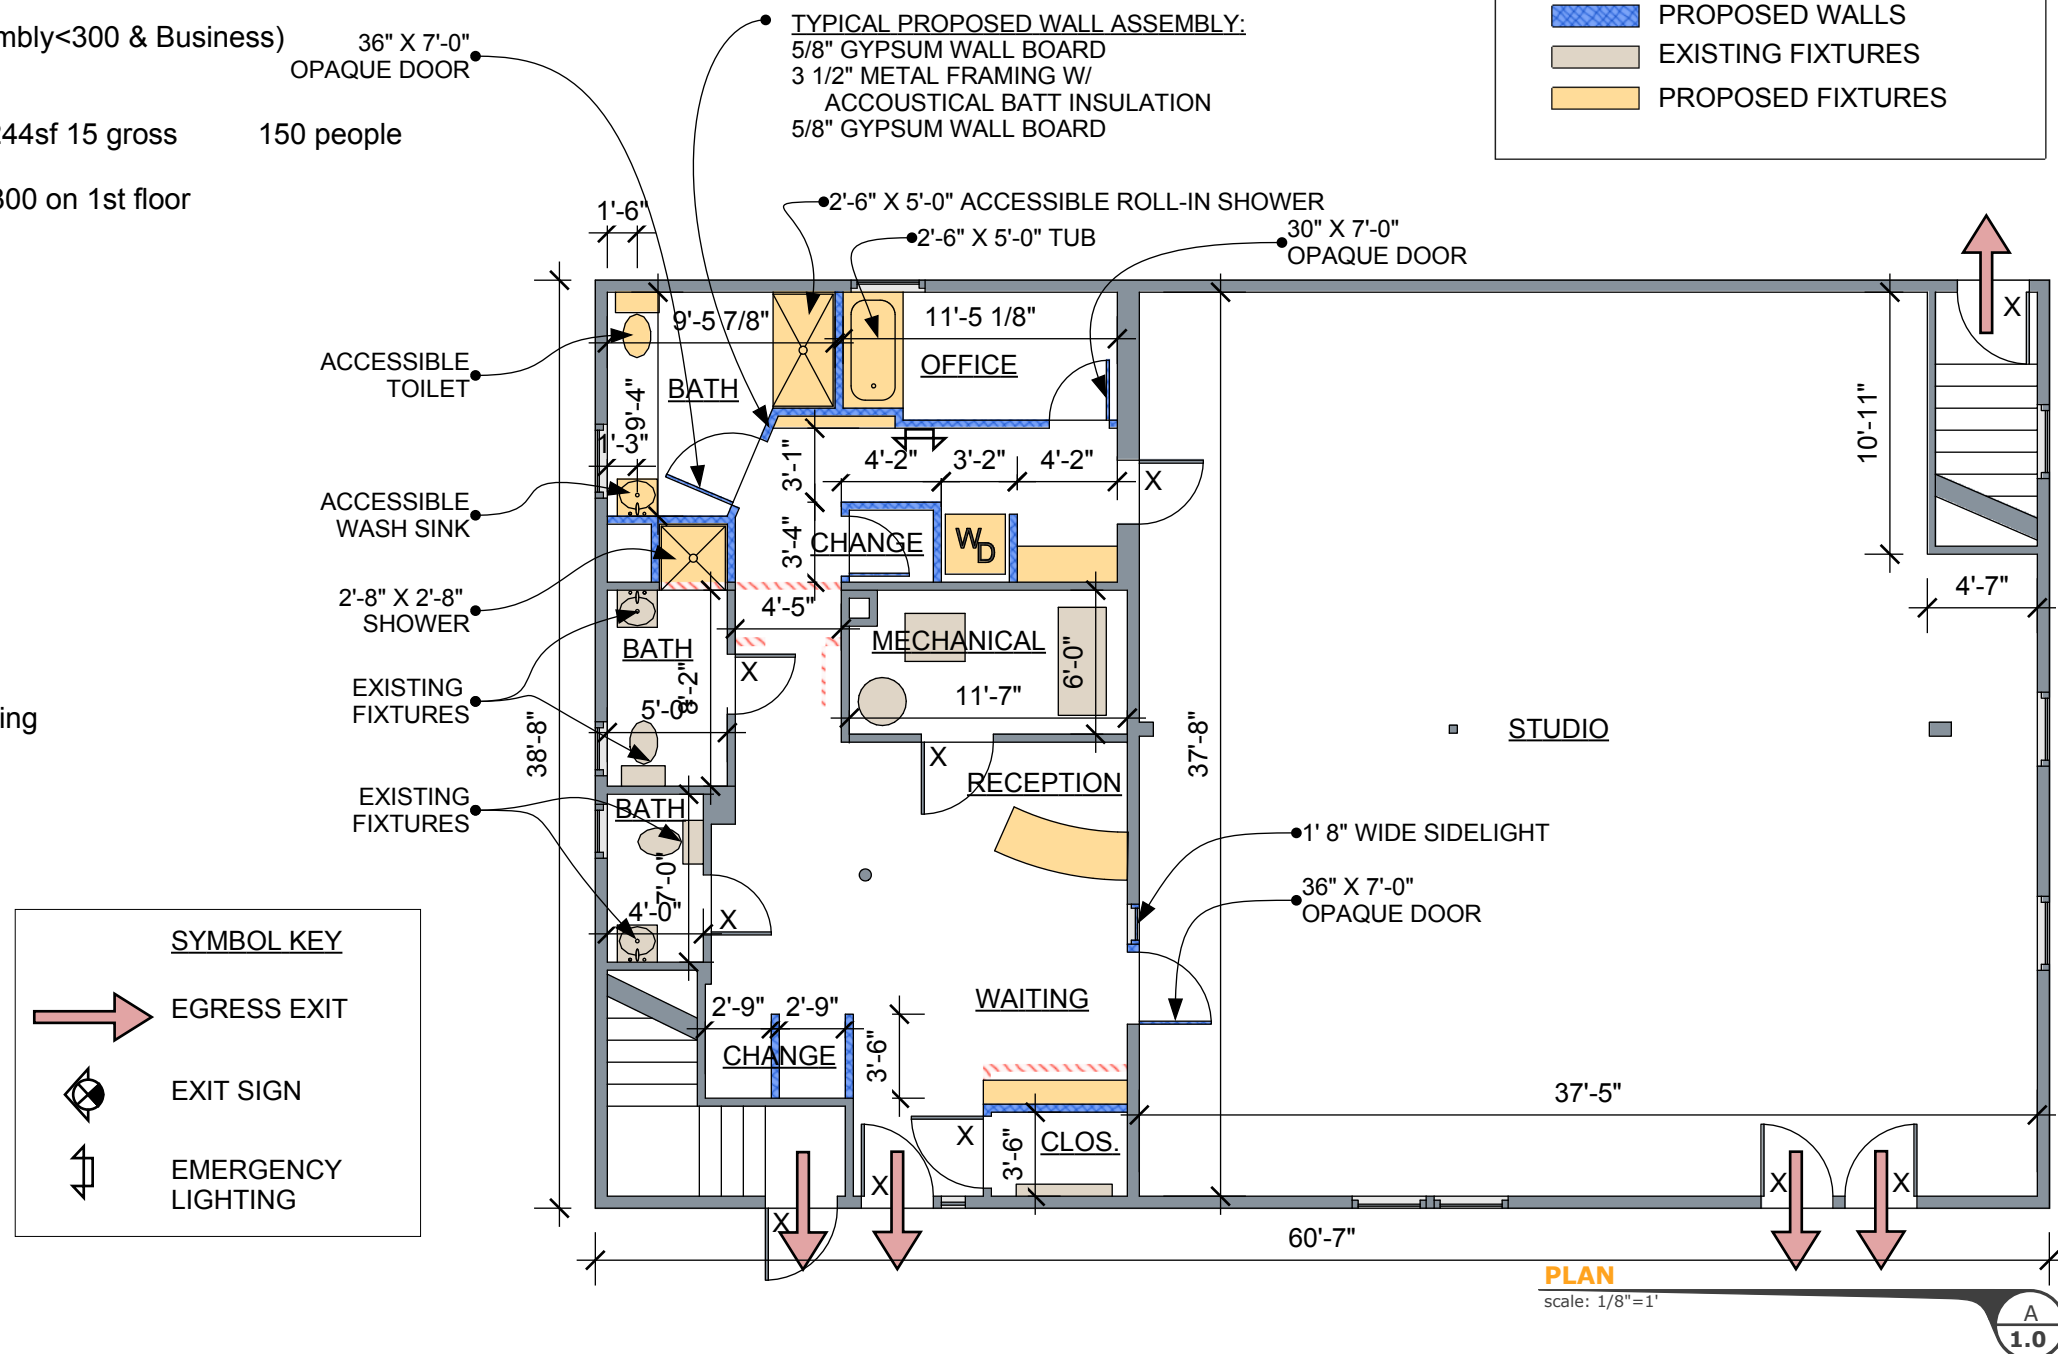 mbly<300 & Business)
244sf 15 gross 150 people
300 on 1st floor
ing
36" X 7'-0"
OPAQUE DOOR
TYPICAL PROPOSED WALL ASSEMBLY:
5/8" GYPSUM WALL BOARD
3 1/2" METAL FRAMING W/
ACCOUSTICAL BATT INSULATION
5/8" GYPSUM WALL BOARD
PROPOSED WALLS
EXISTING FIXTURES
PROPOSED FIXTURES
2'-6" X 5'-0" ACCESSIBLE ROLL-IN SHOWER
2'-6" X 5'-0" TUB
30" X 7'-0"
OPAQUE DOOR
1'-6"
9'-5 7/8"
11'-5 1/8"
OFFICE
BATH
9'-4"
1'-3"
ACCESSIBLE
TOILET
ACCESSIBLE
WASH SINK
2'-8" X 2'-8"
SHOWER
EXISTING
FIXTURES
EXISTING
FIXTURES
3'-1"
4'-2"
3'-2"
4'-2"
X
X
10'-11"
4'-7"
3'-4"
CHANGE
W
D
4'-5"
BATH
X
8'-2"
5'-0"
MECHANICAL
6'-0"
11'-7"
X
38'-8"
37'-8"
STUDIO
RECEPTION
BATH
7'-0"
4'-0"
X
1' 8" WIDE SIDELIGHT
36" X 7'-0"
OPAQUE DOOR
WAITING
2'-9"
2'-9"
CHANGE
3'-6"
X
3'-6"
CLOS.
37'-5"
X
X
X
X
60'-7"
SYMBOL KEY
EGRESS EXIT
EXIT SIGN
EMERGENCY
LIGHTING
PLAN
scale: 1/8"=1'
A
1.0